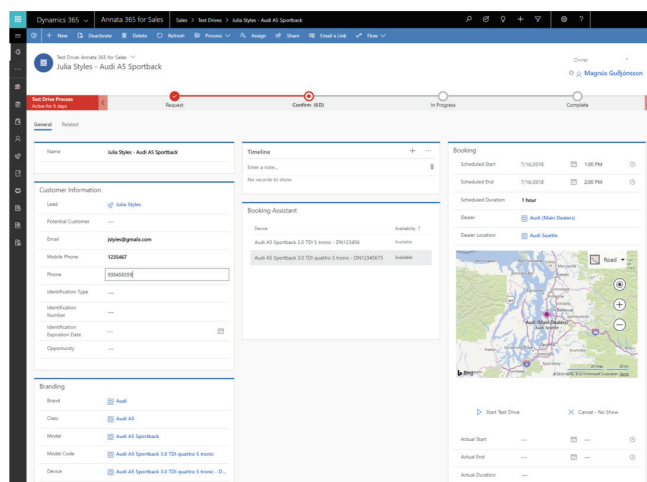 Dynamics 365 Annata 365 for Sales Sales > Test Drives > Julia Styles - Audi A5 Sportback
+ New Deactivate Delete Refresh Process Assign Share Email a Link Flow
Test Drive: Annata 365 for Sales
Julia Styles - Audi A5 Sportback
Owner
Magnús Guðjónsson
Test Drive Process
Active for 6 days
Request
Confirm (6 D)
In Progress
Complete
General Related
Name Julia Styles - Audi A5 Sportback
Customer Information
Lead Julia Styles
Potential Customer ---
Email jstyles@gmailx.com
Mobile Phone 1235467
Phone
Identification Type ---
Identification
Number ---
Identification
Expiration Date ---
Opportunity ---
Branding
Brand Audi
Class Audi A5
Model Audi A5 Sportback
Model Code Audi A5 Sportback 3.0 TDI quattro S tronic
Device Audi A5 Sportback 3.0 TDI quattro S tronic - D...
Timeline
Enter a note...
No records to show.
Booking Assistant
Device Availability ↑
Audi A5 Sportback 2.0 TDI S tronic - DN123456 Available
Audi A5 Sportback 3.0 TDI quattro S tronic - DN12345673 Available
Booking
Scheduled Start 7/16/2018 1:00 PM
Scheduled End 7/16/2018 2:00 PM
Scheduled Duration 1 hour
Dealer Audi (Main Dealers)
Dealer Location Audi Seattle
Road
Bellevue
Audi (Main Dealers)
Audi Seattle
Bing
Start Test Drive
Cancel - No Show
Actual Start --- ---
Actual End --- ---
Actual Duration ---